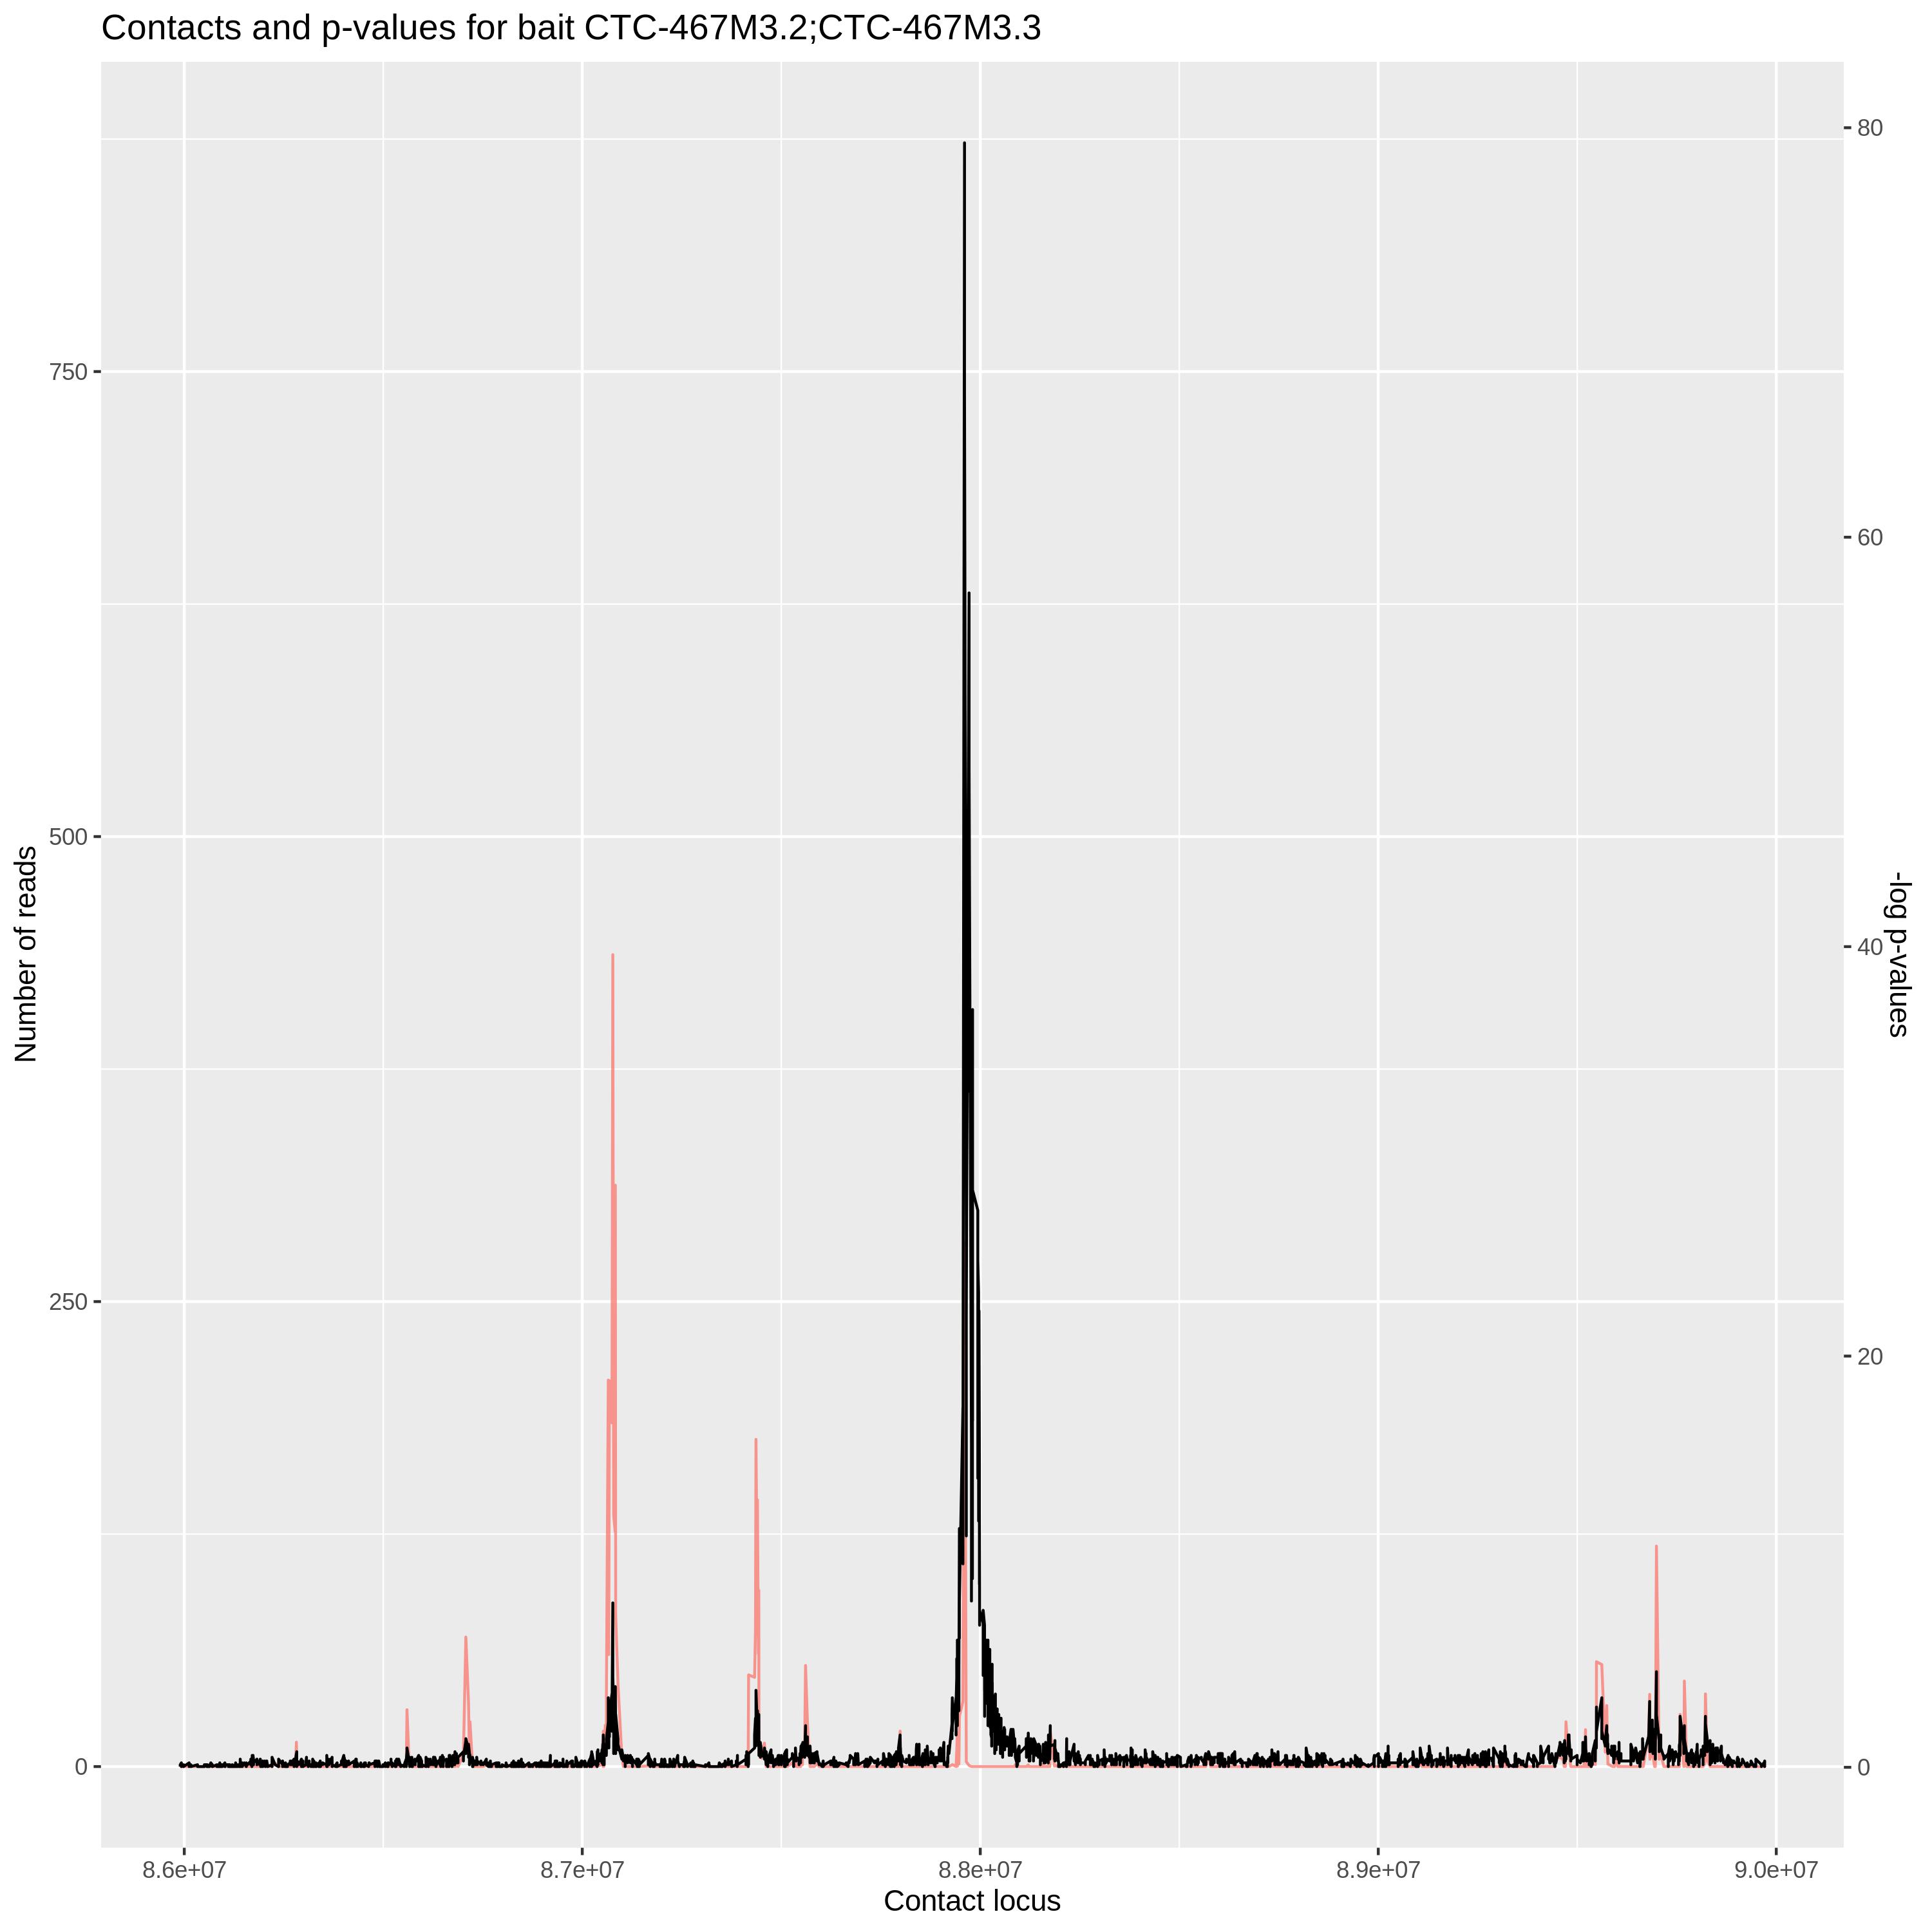 Contacts and p-values for bait CTC-467M3.2;CTC-467M3.3
80
750
60
500
Number of reads
-log p-values
40
250
20
0
0
8.6e+07
8.7e+07
8.8e+07
8.9e+07
9.0e+07
Contact locus